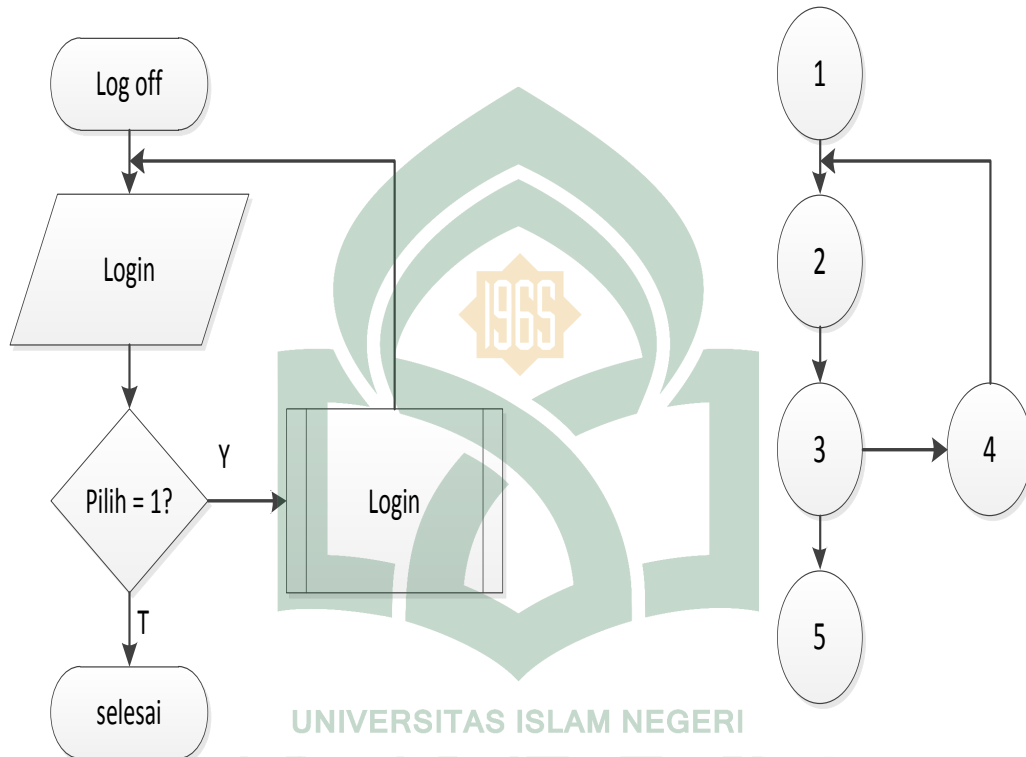 Log off
Login
Pilih = 1?
Y
Login
T
selesai
1
2
3
4
5
1965
UNIVERSITAS ISLAM NEGERI